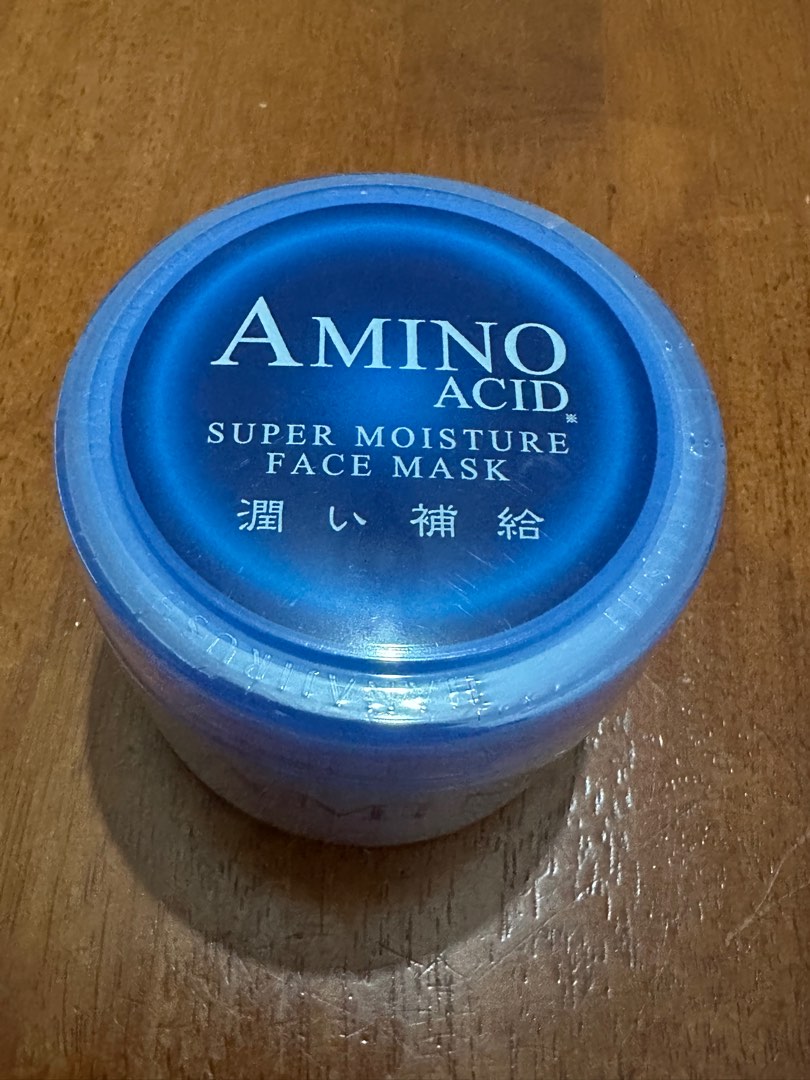 AMINO
ACID※
SUPER MOISTURE
FACE MASK
潤い補給